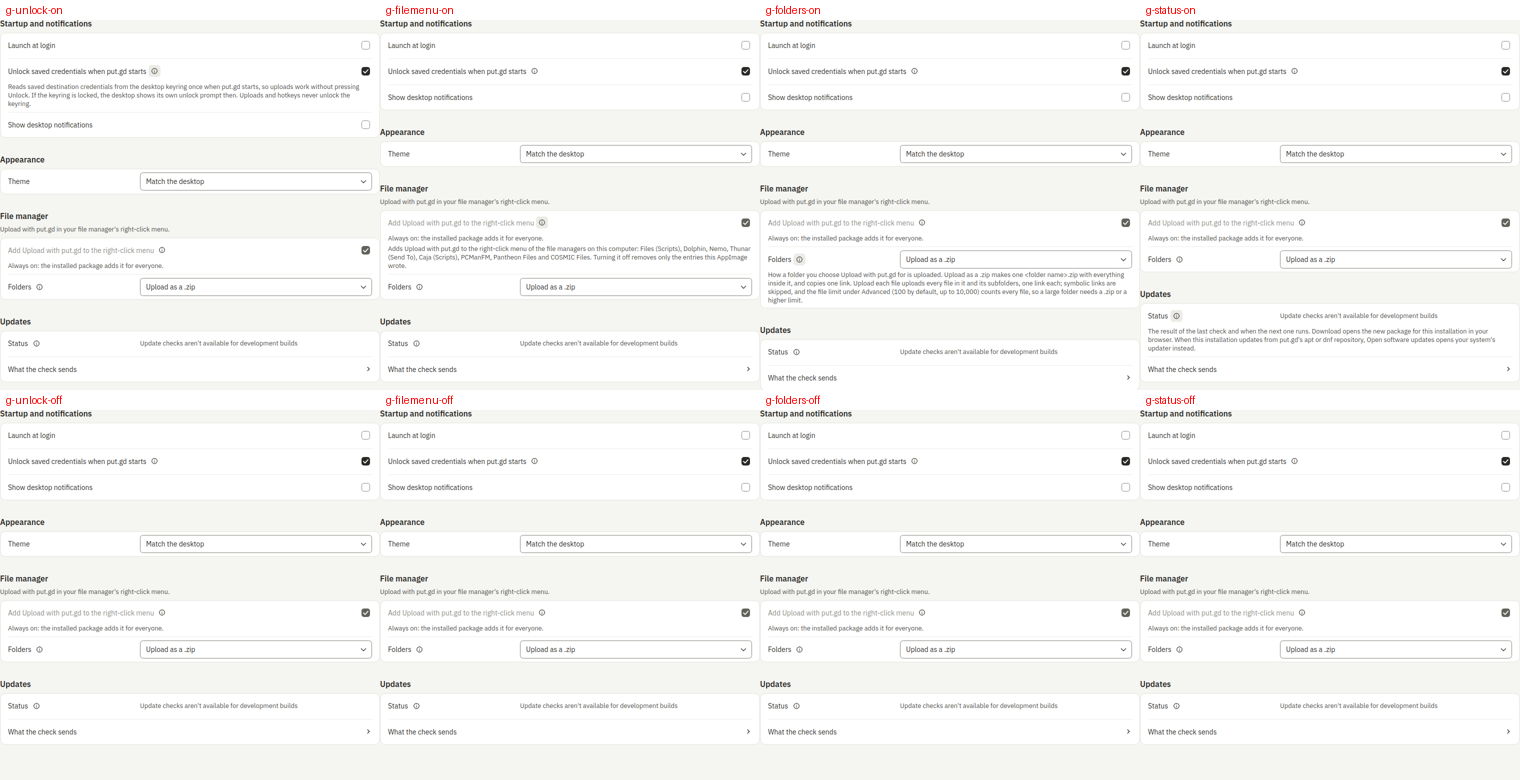 g-unlock-on
Startup and notifications
Launch at login
Unlock saved credentials when put.gd starts
Reads saved destination credentials from the desktop keyring once when put.gd starts, so uploads work without pressing
Unlock. If the keyring is locked, the desktop shows its own unlock prompt then. Uploads and hotkeys never unlock the
keyring.
Show desktop notifications
Appearance
Theme
Match the desktop
File manager
Upload with put.gd in your file manager's right-click menu.
Add Upload with put.gd to the right-click menu
Always on: the installed package adds it for everyone.
Folders
Upload as a .zip
Updates
Status
Update checks aren't available for development builds
What the check sends
g-filemenu-on
Startup and notifications
Launch at login
Unlock saved credentials when put.gd starts
Show desktop notifications
Appearance
Theme
Match the desktop
File manager
Upload with put.gd in your file manager's right-click menu.
Add Upload with put.gd to the right-click menu
Always on: the installed package adds it for everyone.
Adds Upload with put.gd to the right-click menu of the file managers on this computer: Files (Scripts), Dolphin, Nemo, Thunar
(Send To), Caja (Scripts), PCManFM, Pantheon Files and COSMIC Files. Turning it off removes only the entries this AppImage
wrote.
Folders
Upload as a .zip
Updates
Status
Update checks aren't available for development builds
What the check sends
g-folders-on
Startup and notifications
Launch at login
Unlock saved credentials when put.gd starts
Show desktop notifications
Appearance
Theme
Match the desktop
File manager
Upload with put.gd in your file manager's right-click menu.
Add Upload with put.gd to the right-click menu
Always on: the installed package adds it for everyone.
Folders
Upload as a .zip
How a folder you choose Upload with put.gd for is uploaded. Upload as a .zip makes one <folder name>.zip with everything
inside it, and copies one link. Upload each file uploads every file in it and its subfolders, one link each; symbolic links are
skipped, and the file limit under Advanced (100 by default, up to 10,000) counts every file, so a large folder needs a .zip or a
higher limit.
Updates
Status
Update checks aren't available for development builds
What the check sends
g-status-on
Startup and notifications
Launch at login
Unlock saved credentials when put.gd starts
Show desktop notifications
Appearance
Theme
Match the desktop
File manager
Upload with put.gd in your file manager's right-click menu.
Add Upload with put.gd to the right-click menu
Always on: the installed package adds it for everyone.
Folders
Upload as a .zip
Updates
Status
Update checks aren't available for development builds
The result of the last check and when the next one runs. Download opens the new package for this installation in your
browser. When this installation updates from put.gd's apt or dnf repository, Open software updates opens your system's
updater instead.
What the check sends
g-unlock-off
Startup and notifications
Launch at login
Unlock saved credentials when put.gd starts
Show desktop notifications
Appearance
Theme
Match the desktop
File manager
Upload with put.gd in your file manager's right-click menu.
Add Upload with put.gd to the right-click menu
Always on: the installed package adds it for everyone.
Folders
Upload as a .zip
Updates
Status
Update checks aren't available for development builds
What the check sends
g-filemenu-off
Startup and notifications
Launch at login
Unlock saved credentials when put.gd starts
Show desktop notifications
Appearance
Theme
Match the desktop
File manager
Upload with put.gd in your file manager's right-click menu.
Add Upload with put.gd to the right-click menu
Always on: the installed package adds it for everyone.
Folders
Upload as a .zip
Updates
Status
Update checks aren't available for development builds
What the check sends
g-folders-off
Startup and notifications
Launch at login
Unlock saved credentials when put.gd starts
Show desktop notifications
Appearance
Theme
Match the desktop
File manager
Upload with put.gd in your file manager's right-click menu.
Add Upload with put.gd to the right-click menu
Always on: the installed package adds it for everyone.
Folders
Upload as a .zip
Updates
Status
Update checks aren't available for development builds
What the check sends
g-status-off
Startup and notifications
Launch at login
Unlock saved credentials when put.gd starts
Show desktop notifications
Appearance
Theme
Match the desktop
File manager
Upload with put.gd in your file manager's right-click menu.
Add Upload with put.gd to the right-click menu
Always on: the installed package adds it for everyone.
Folders
Upload as a .zip
Updates
Status
Update checks aren't available for development builds
What the check sends